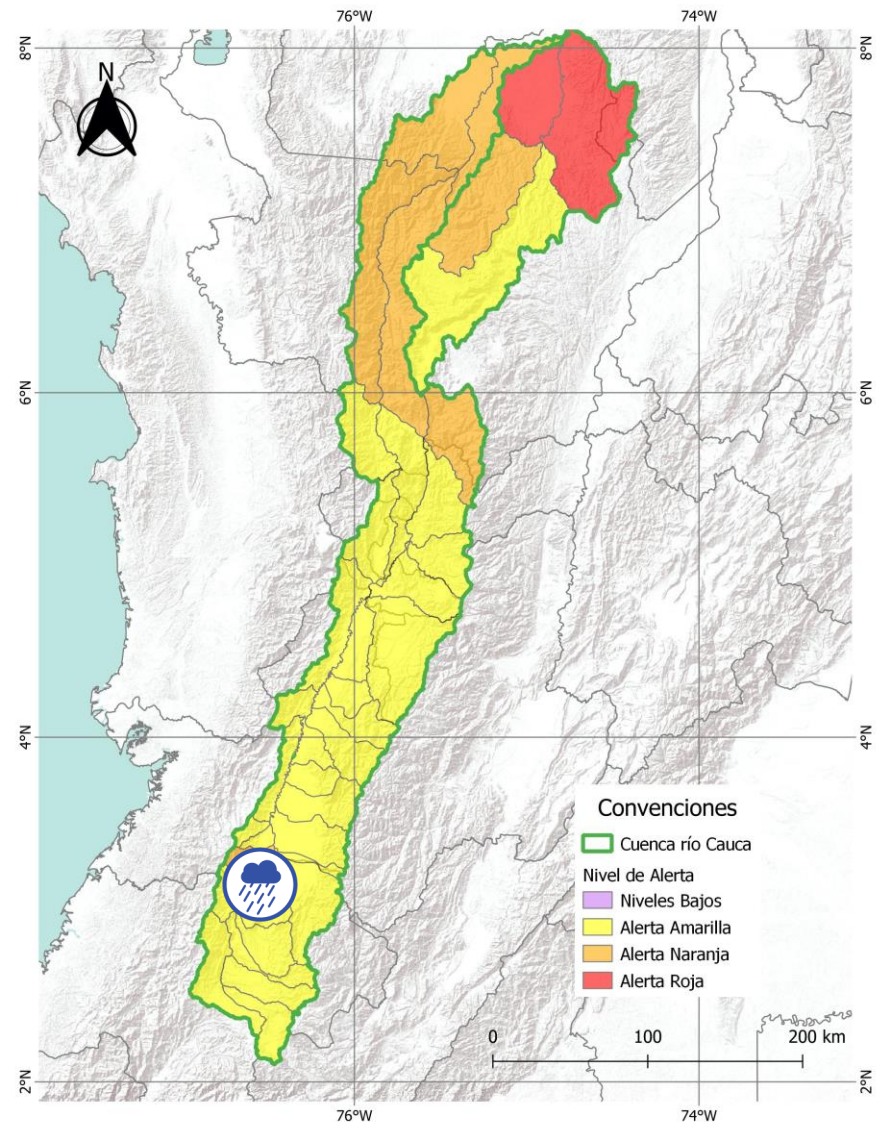 76°W
74°W
8°N
8°N
N
6°N
6°N
4°N
4°N
Convenciones
Cuenca río Cauca
Nivel de Alerta
Niveles Bajos
Alerta Amarilla
Alerta Naranja
Alerta Roja
0
100
200 km
2°N
2°N
76°W
74°W